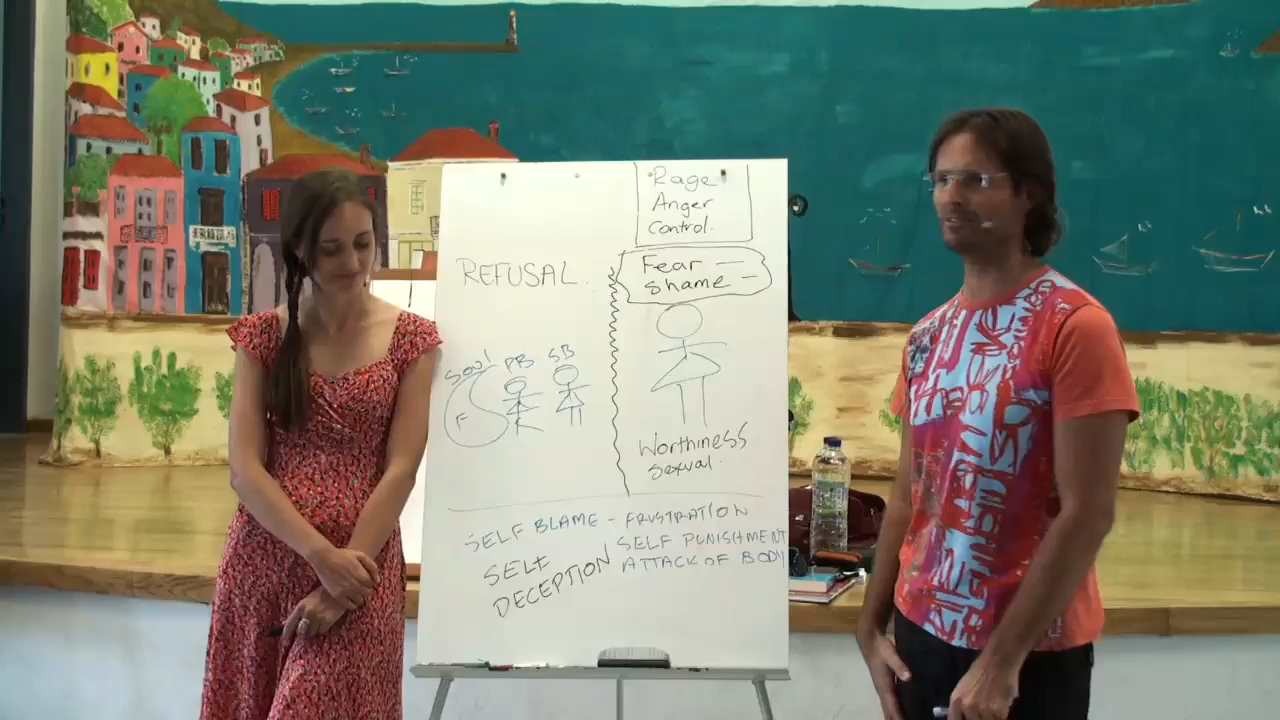 Rage
Anger
Control.
Fear —
Shame —
REFUSAL.
Soul
PB
SB
F
Worthiness
Sexual.
SELF BLAME - FRUSTRATION
SELF PUNISHMENT
SELF
ATTACK OF BODY
DECEPTION